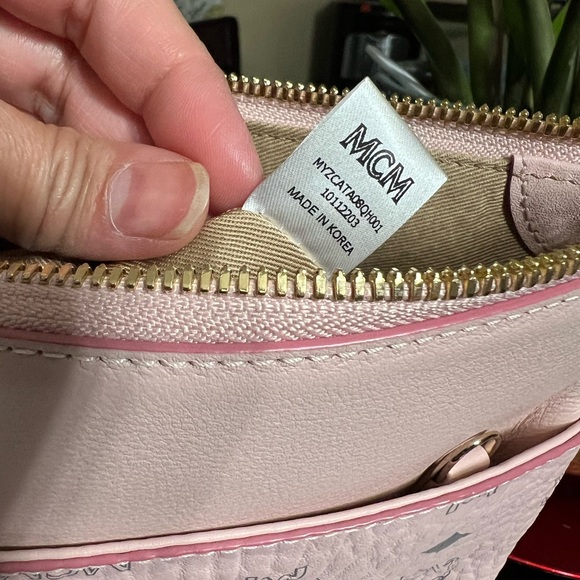 MCM
MYZCATA08QH001
10112203
MADE IN KOREA